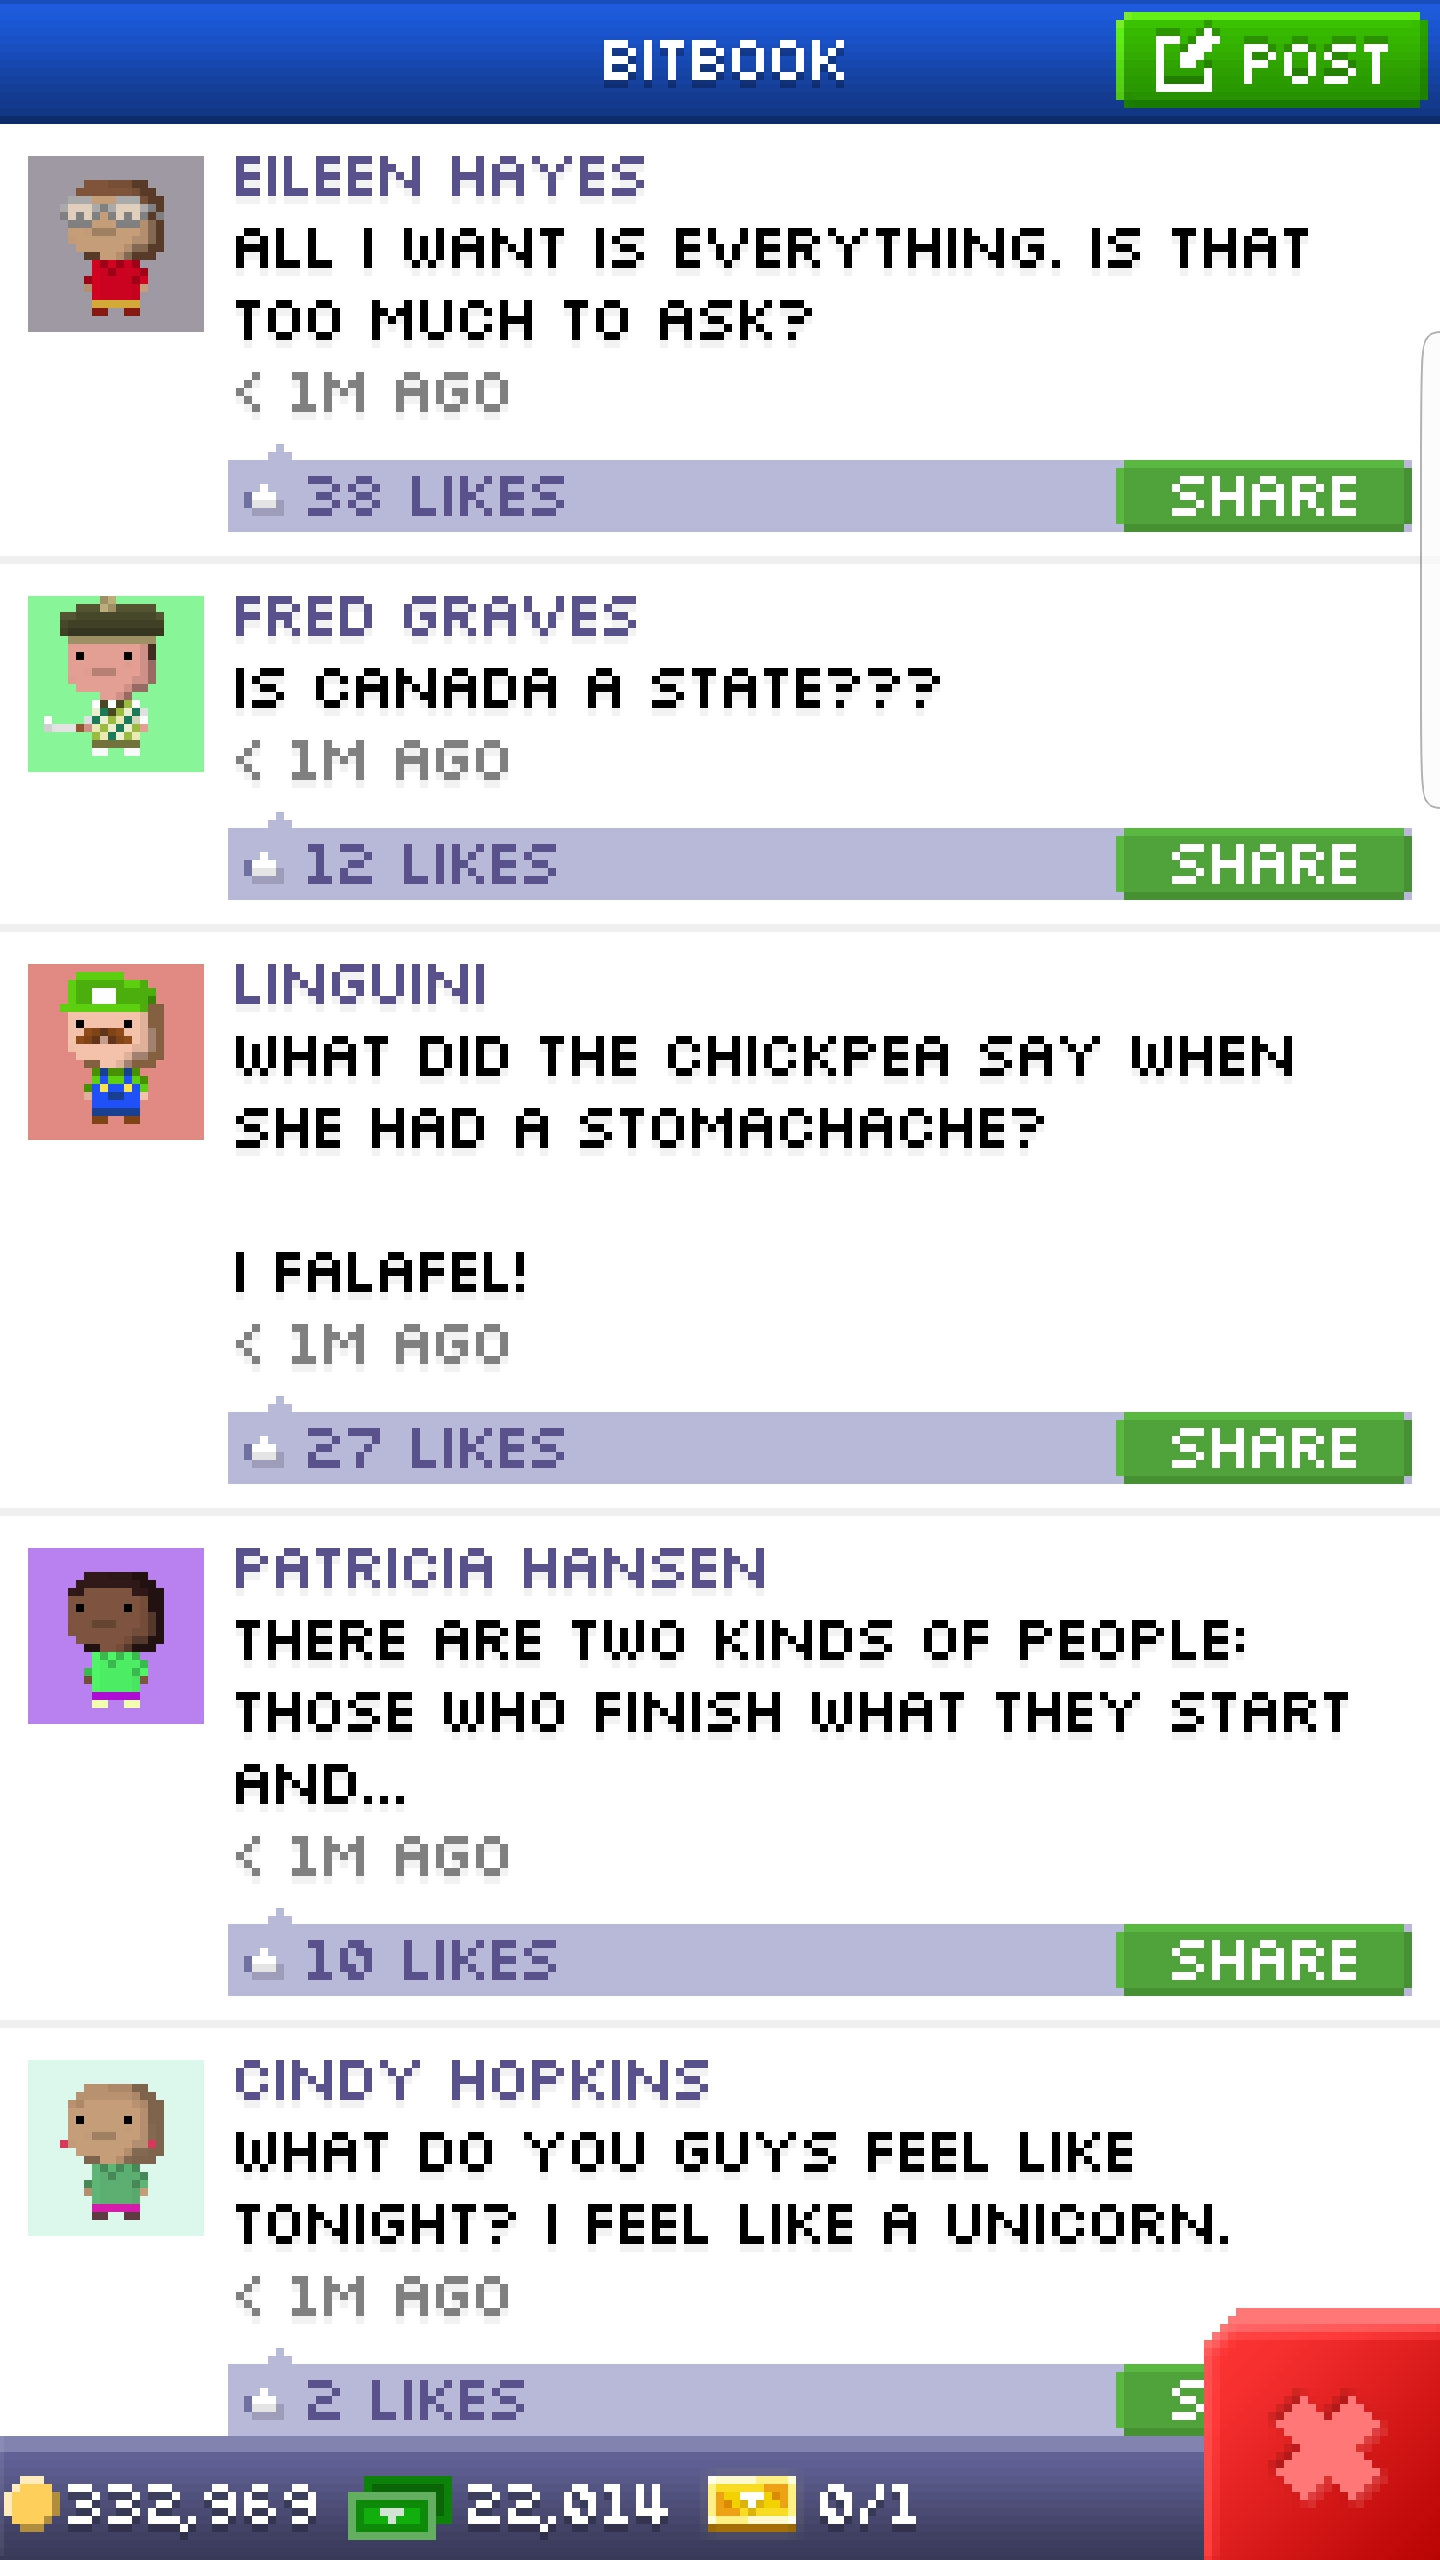 BITBOOK
POST
EILEEN HAYES
ALL I WANT IS EVERYTHING. IS THAT
TOO MUCH TO ASK?
< 1M AGO
38 LIKES
SHARE
FRED GRAVES
IS CANADA A STATE???
< 1M AGO
12 LIKES
SHARE
LINGUINI
WHAT DID THE CHICKPEA SAY WHEN
SHE HAD A STOMACHACHE?
I FALAFEL!
< 1M AGO
27 LIKES
SHARE
PATRICIA HANSEN
THERE ARE TWO KINDS OF PEOPLE:
THOSE WHO FINISH WHAT THEY START
AND...
< 1M AGO
10 LIKES
SHARE
CINDY HOPKINS
WHAT DO YOU GUYS FEEL LIKE
TONIGHT? I FEEL LIKE A UNICORN.
< 1M AGO
2 LIKES
332,969
22,014
0/1